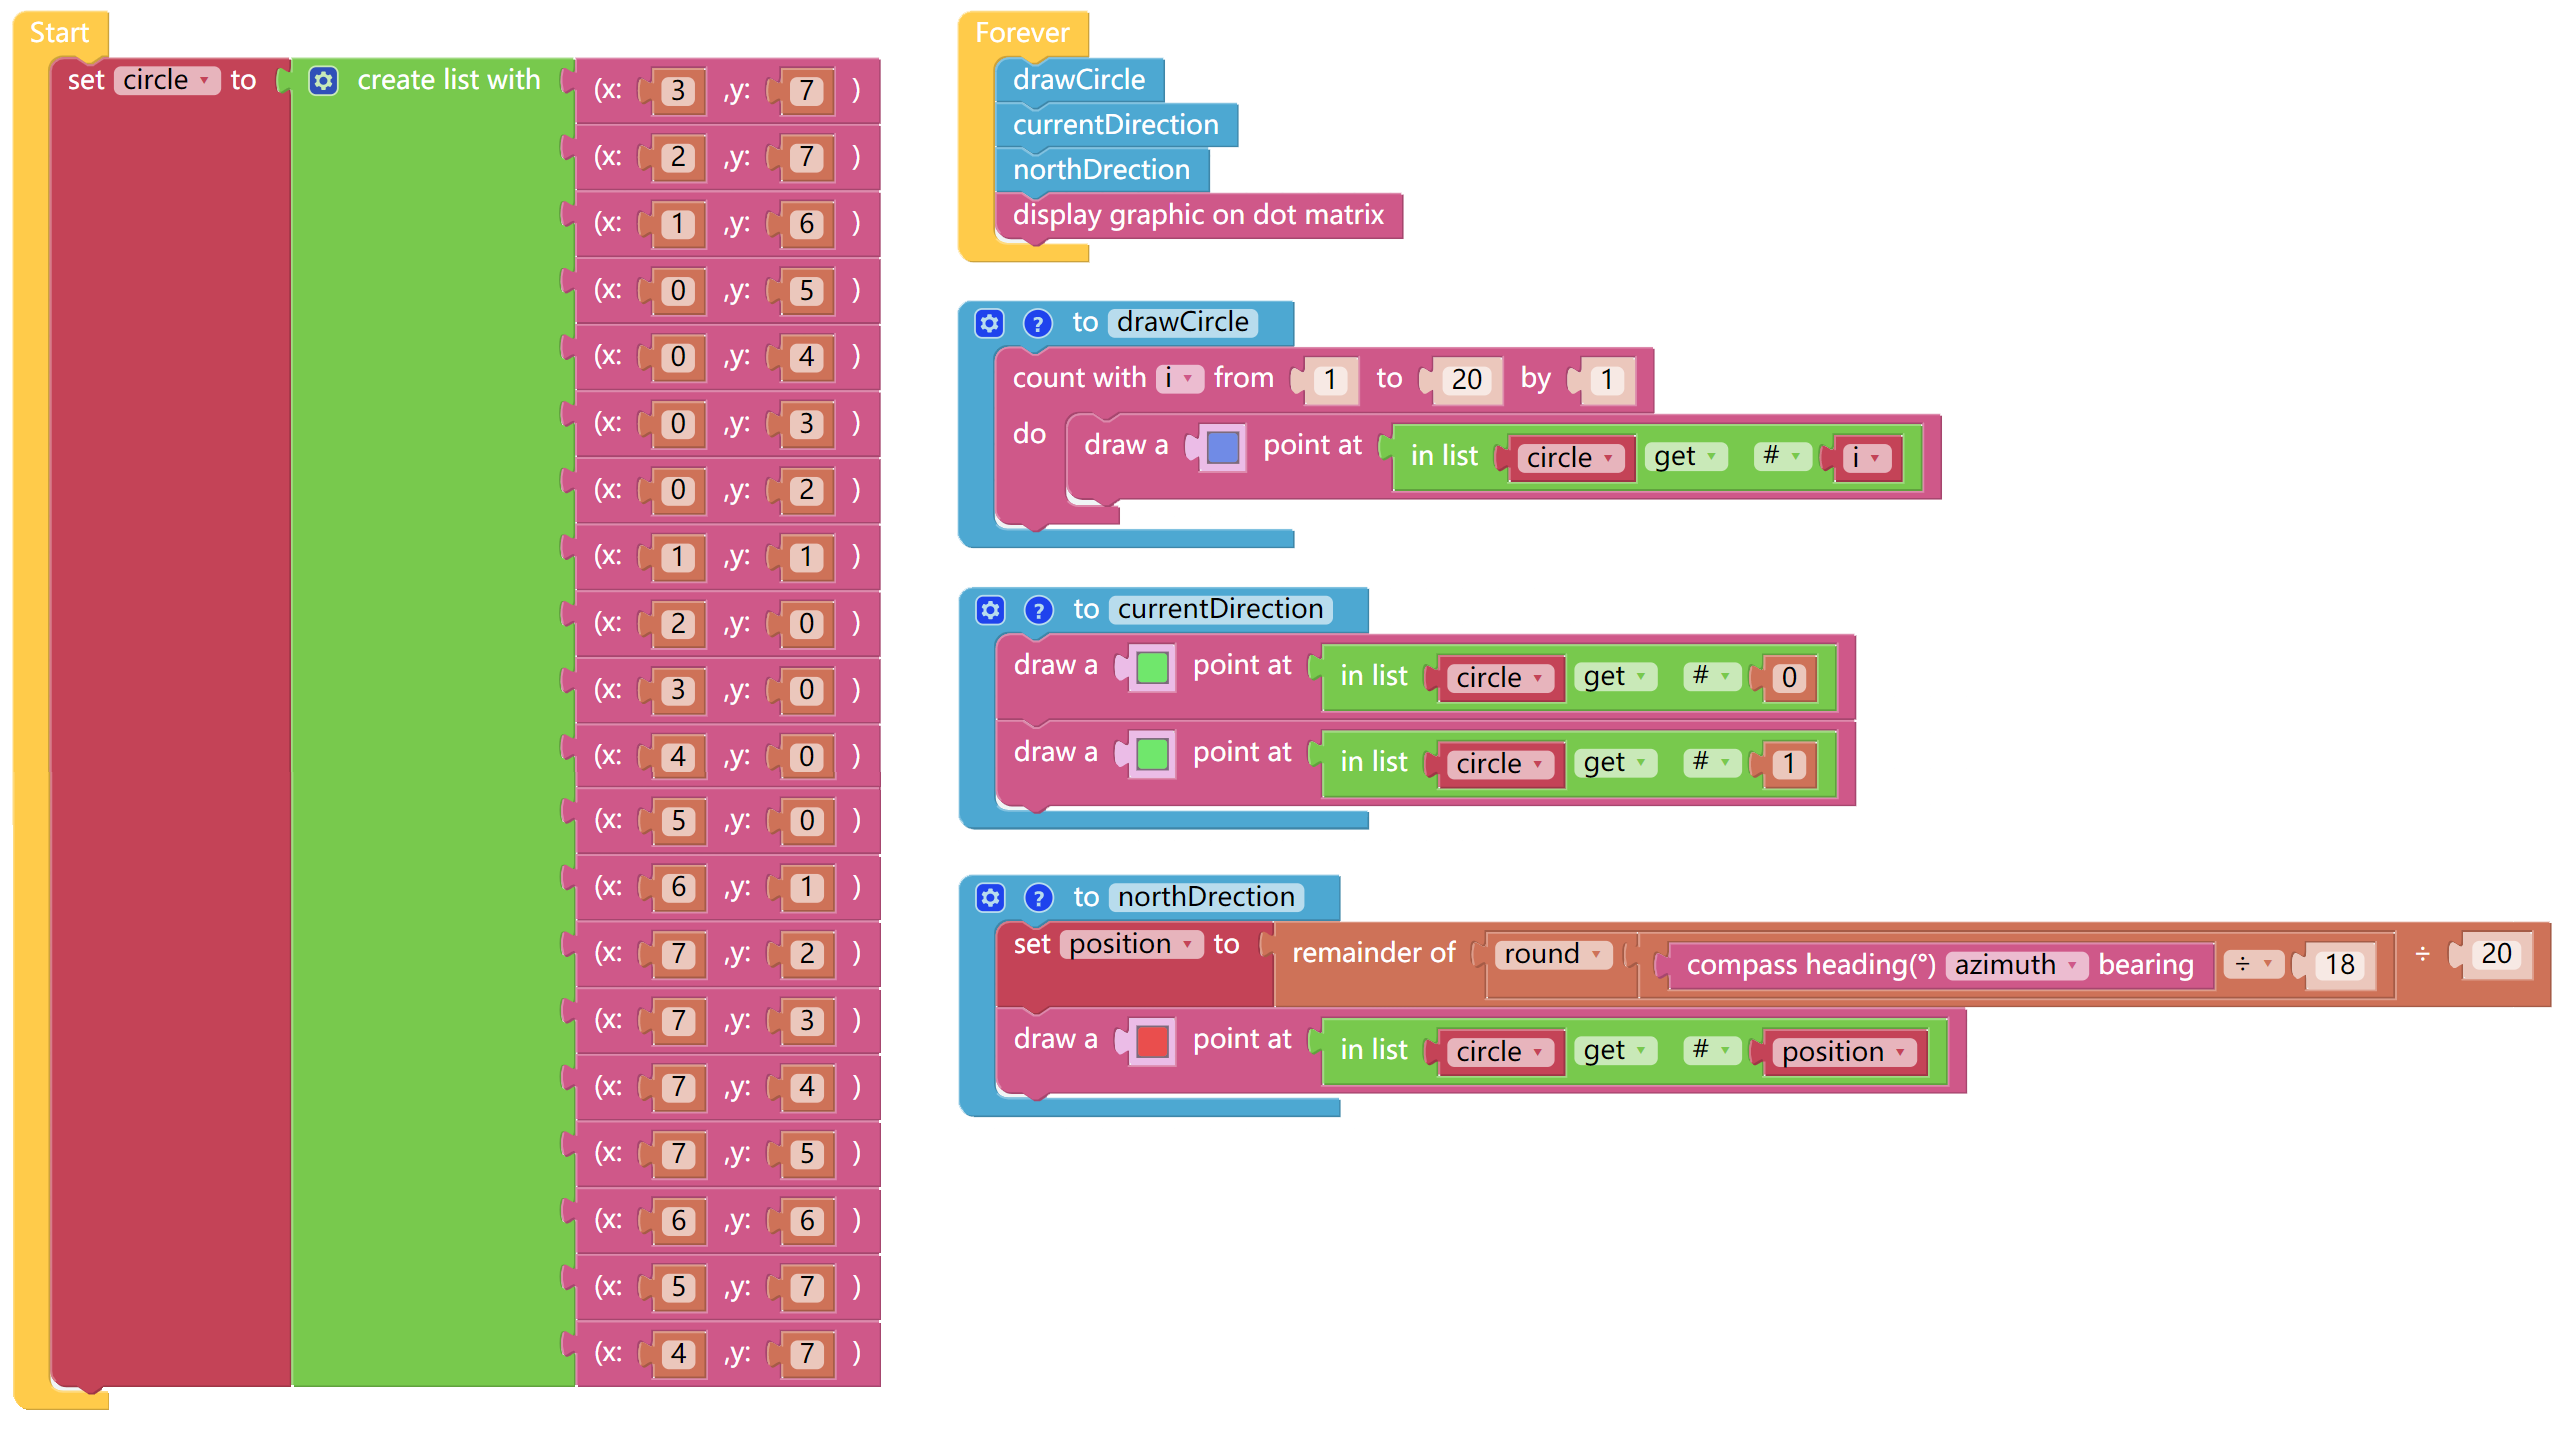 Start
set circle to create list with (x: 3 ,y: 7 )
(x: 2 ,y: 7 )
(x: 1 ,y: 6 )
(x: 0 ,y: 5 )
(x: 0 ,y: 4 )
(x: 0 ,y: 3 )
(x: 0 ,y: 2 )
(x: 1 ,y: 1 )
(x: 2 ,y: 0 )
(x: 3 ,y: 0 )
(x: 4 ,y: 0 )
(x: 5 ,y: 0 )
(x: 6 ,y: 1 )
(x: 7 ,y: 2 )
(x: 7 ,y: 3 )
(x: 7 ,y: 4 )
(x: 7 ,y: 5 )
(x: 6 ,y: 6 )
(x: 5 ,y: 7 )
(x: 4 ,y: 7 )
Forever
drawCircle
currentDirection
northDrection
display graphic on dot matrix
? to drawCircle
count with i from 1 to 20 by 1
do draw a point at in list circle get # i
? to currentDirection
draw a point at in list circle get # 0
draw a point at in list circle get # 1
? to northDrection
set position to remainder of round compass heading(°) azimuth bearing ÷ 18 ÷ 20
draw a point at in list circle get # position